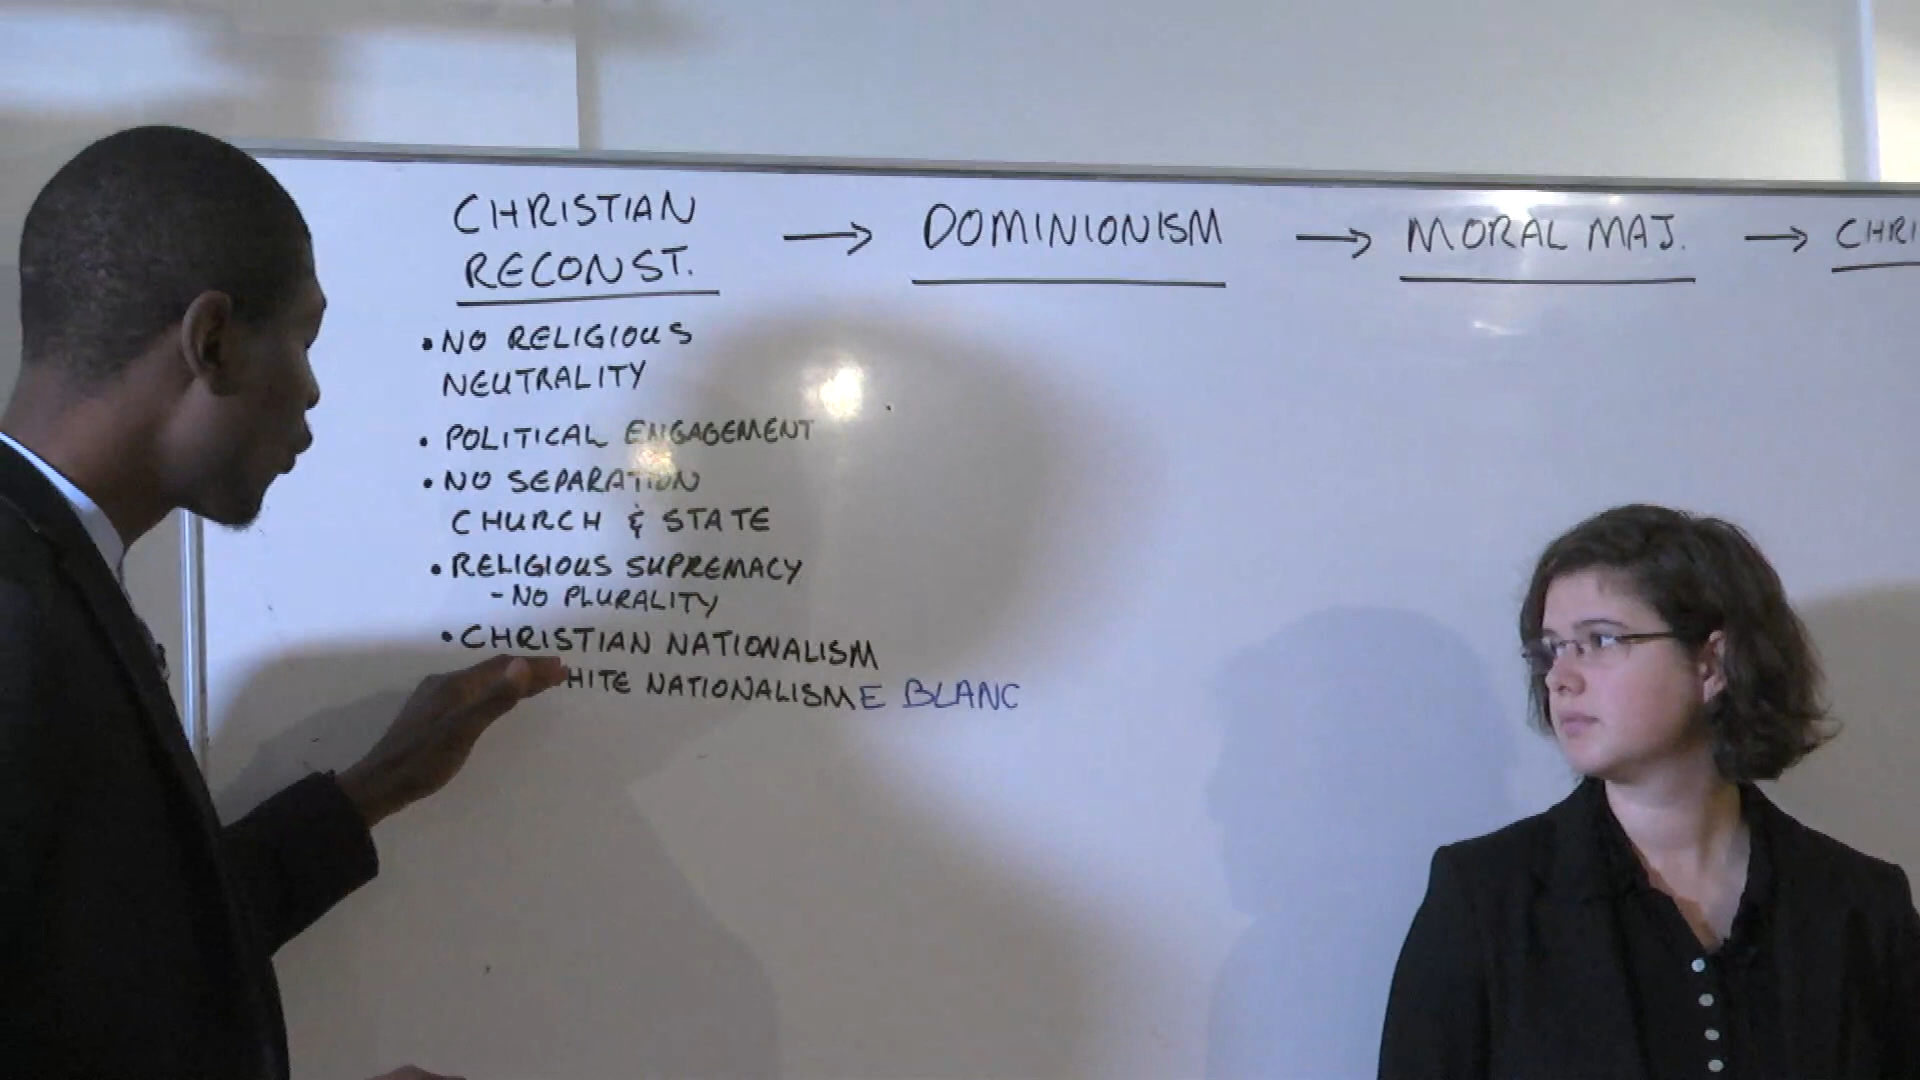 CHRISTIAN RECONST. → DOMINIONISM → MORAL MAJ. → CHRI
• NO RELIGIOUS
NEUTRALITY
• POLITICAL ENGAGEMENT
• NO SEPARATION
CHURCH & STATE
• RELIGIOUS SUPREMACY
- NO PLURALITY
• CHRISTIAN NATIONALISM
HITE NATIONALISME BLANC